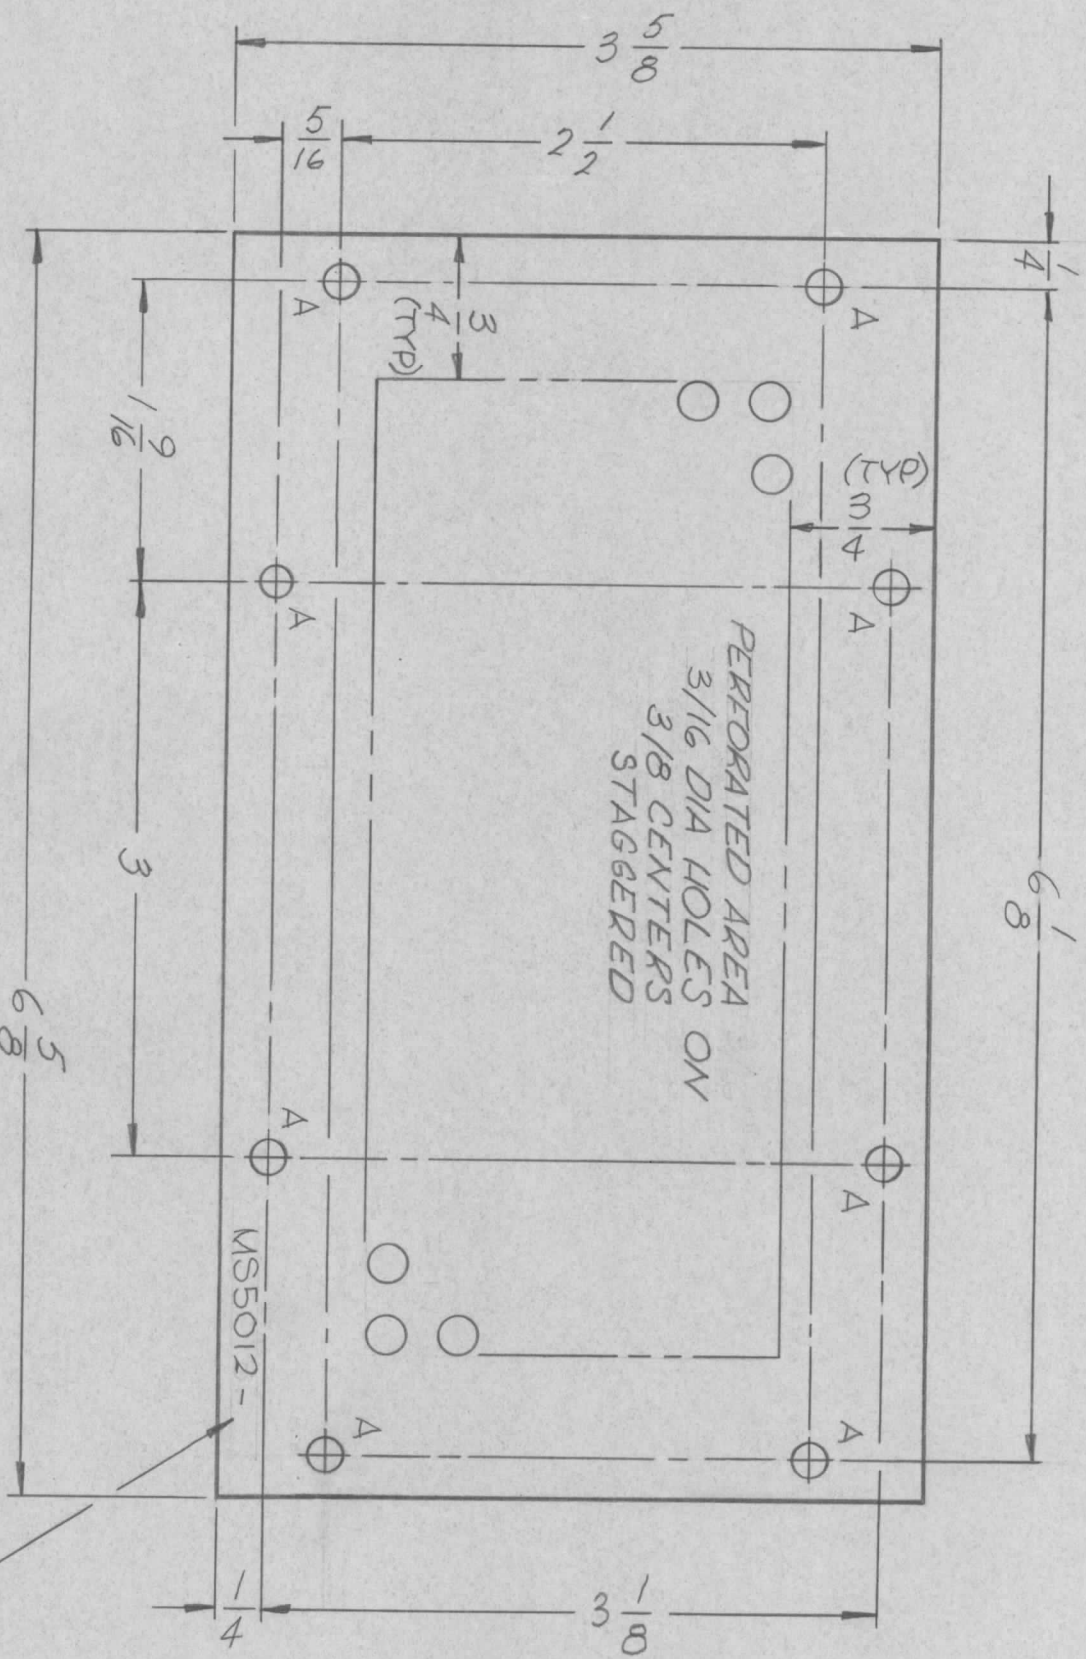 3 5/8
5/16
2 1/2
1/4
6 1/8
3/4
(TYP)
(TYP)
3/4
A
A
A
A
A
A
A
A
PERFORATED AREA
3/16 DIA HOLES ON
3/8 CENTERS
STAGGERED
1 9/16
3
6 5/8
MS5012-
1/4
3 1/8